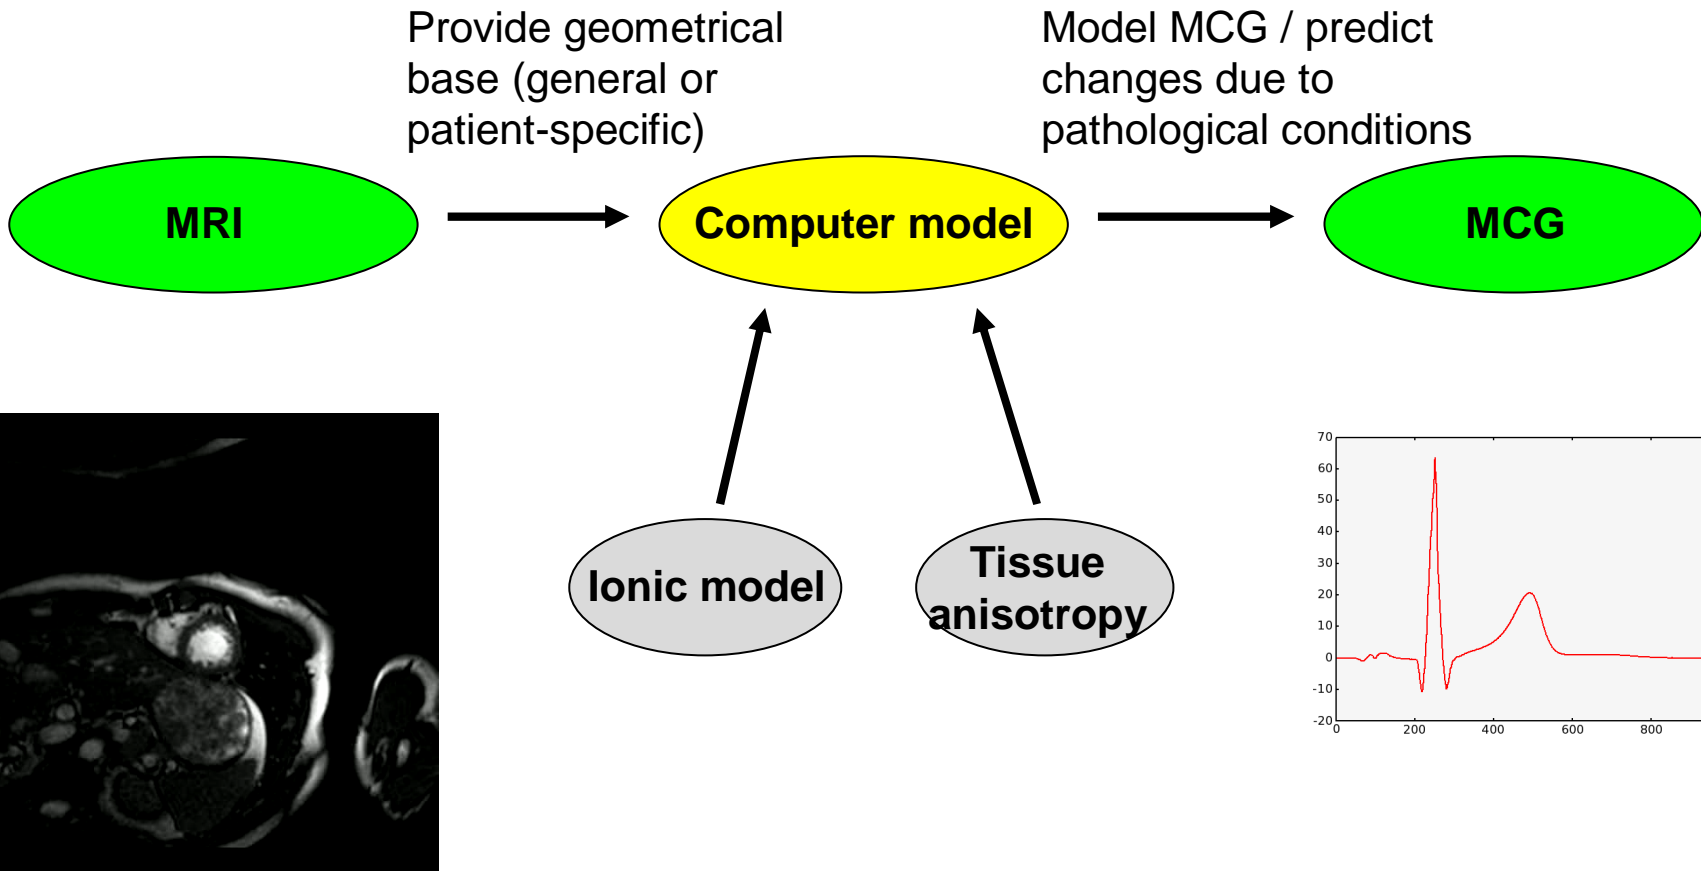 Provide geometrical
base (general or
patient-specific)
Model MCG / predict
changes due to
pathological conditions
MRI
Computer model
MCG
Ionic model
Tissue
anisotropy
70
60
50
40
30
20
10
0
-10
-20
0
200
400
600
800